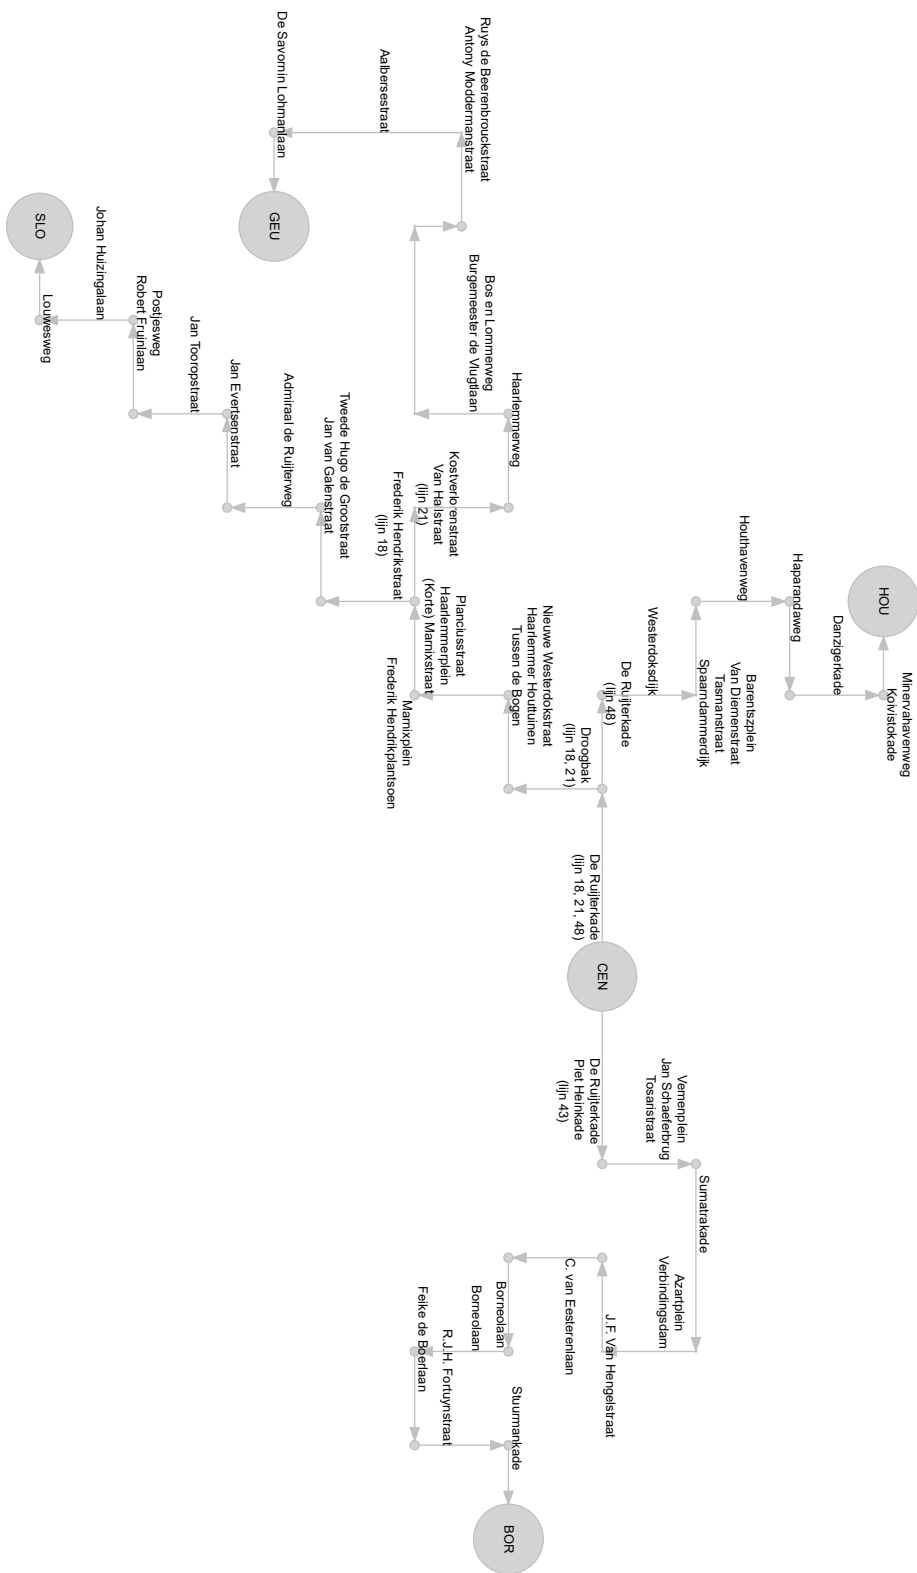 Minervahavenweg
Koivistokade
HOU
Danzigerkade
Haparandaweg
Barentszplein
Van Diemenstraat
Tasmanstraat
Spaarndammerdijk
Houthavenweg
Sumatrakade
Vemenplein
Jan Schaeferbrug
Tosaristraat
Azartplein
Verbindingsdam
Westerdoksdijk
De Ruijterkade
(lijn 48)
J.F. Van Hengelstraat
CEN
De Ruijterkade
(lijn 18, 21, 48)
De Ruijterkade
Piet Heinkade
(lijn 43)
Droogbak
(lijn 18, 21)
C. van Eesterenlaan
Nieuwe Westerdokstraat
Haarlemmer Houttuinen
Tussen de Bogen
Haarlemmerweg
Stuurmankade
BOR
Borneolaan
Ruys de Beerenbrouckstraat
Antony Moddermanstraat
Bos en Lommerweg
Burgemeester de Vlugtlaan
Borneolaan
Kostverlorenstraat
Van Hallstraat
(lijn 21)
Planciusstraat
Haarlemmerplein
(Korte) Marnixstraat
R.J.H. Fortuynstraat
Feike de Boerlaan
Marnixplein
Frederik Hendrikplantsoen
Frederik Hendrikstraat
(lijn 18)
Aalbersestraat
Tweede Hugo de Grootstraat
Jan van Galenstraat
De Savornin Lohmanlaan
GEU
Admiraal de Ruijterweg
Jan Evertsenstraat
Jan Tooropstraat
Postjesweg
Robert Fruinlaan
Johan Huizingalaan
Louwesweg
SLO